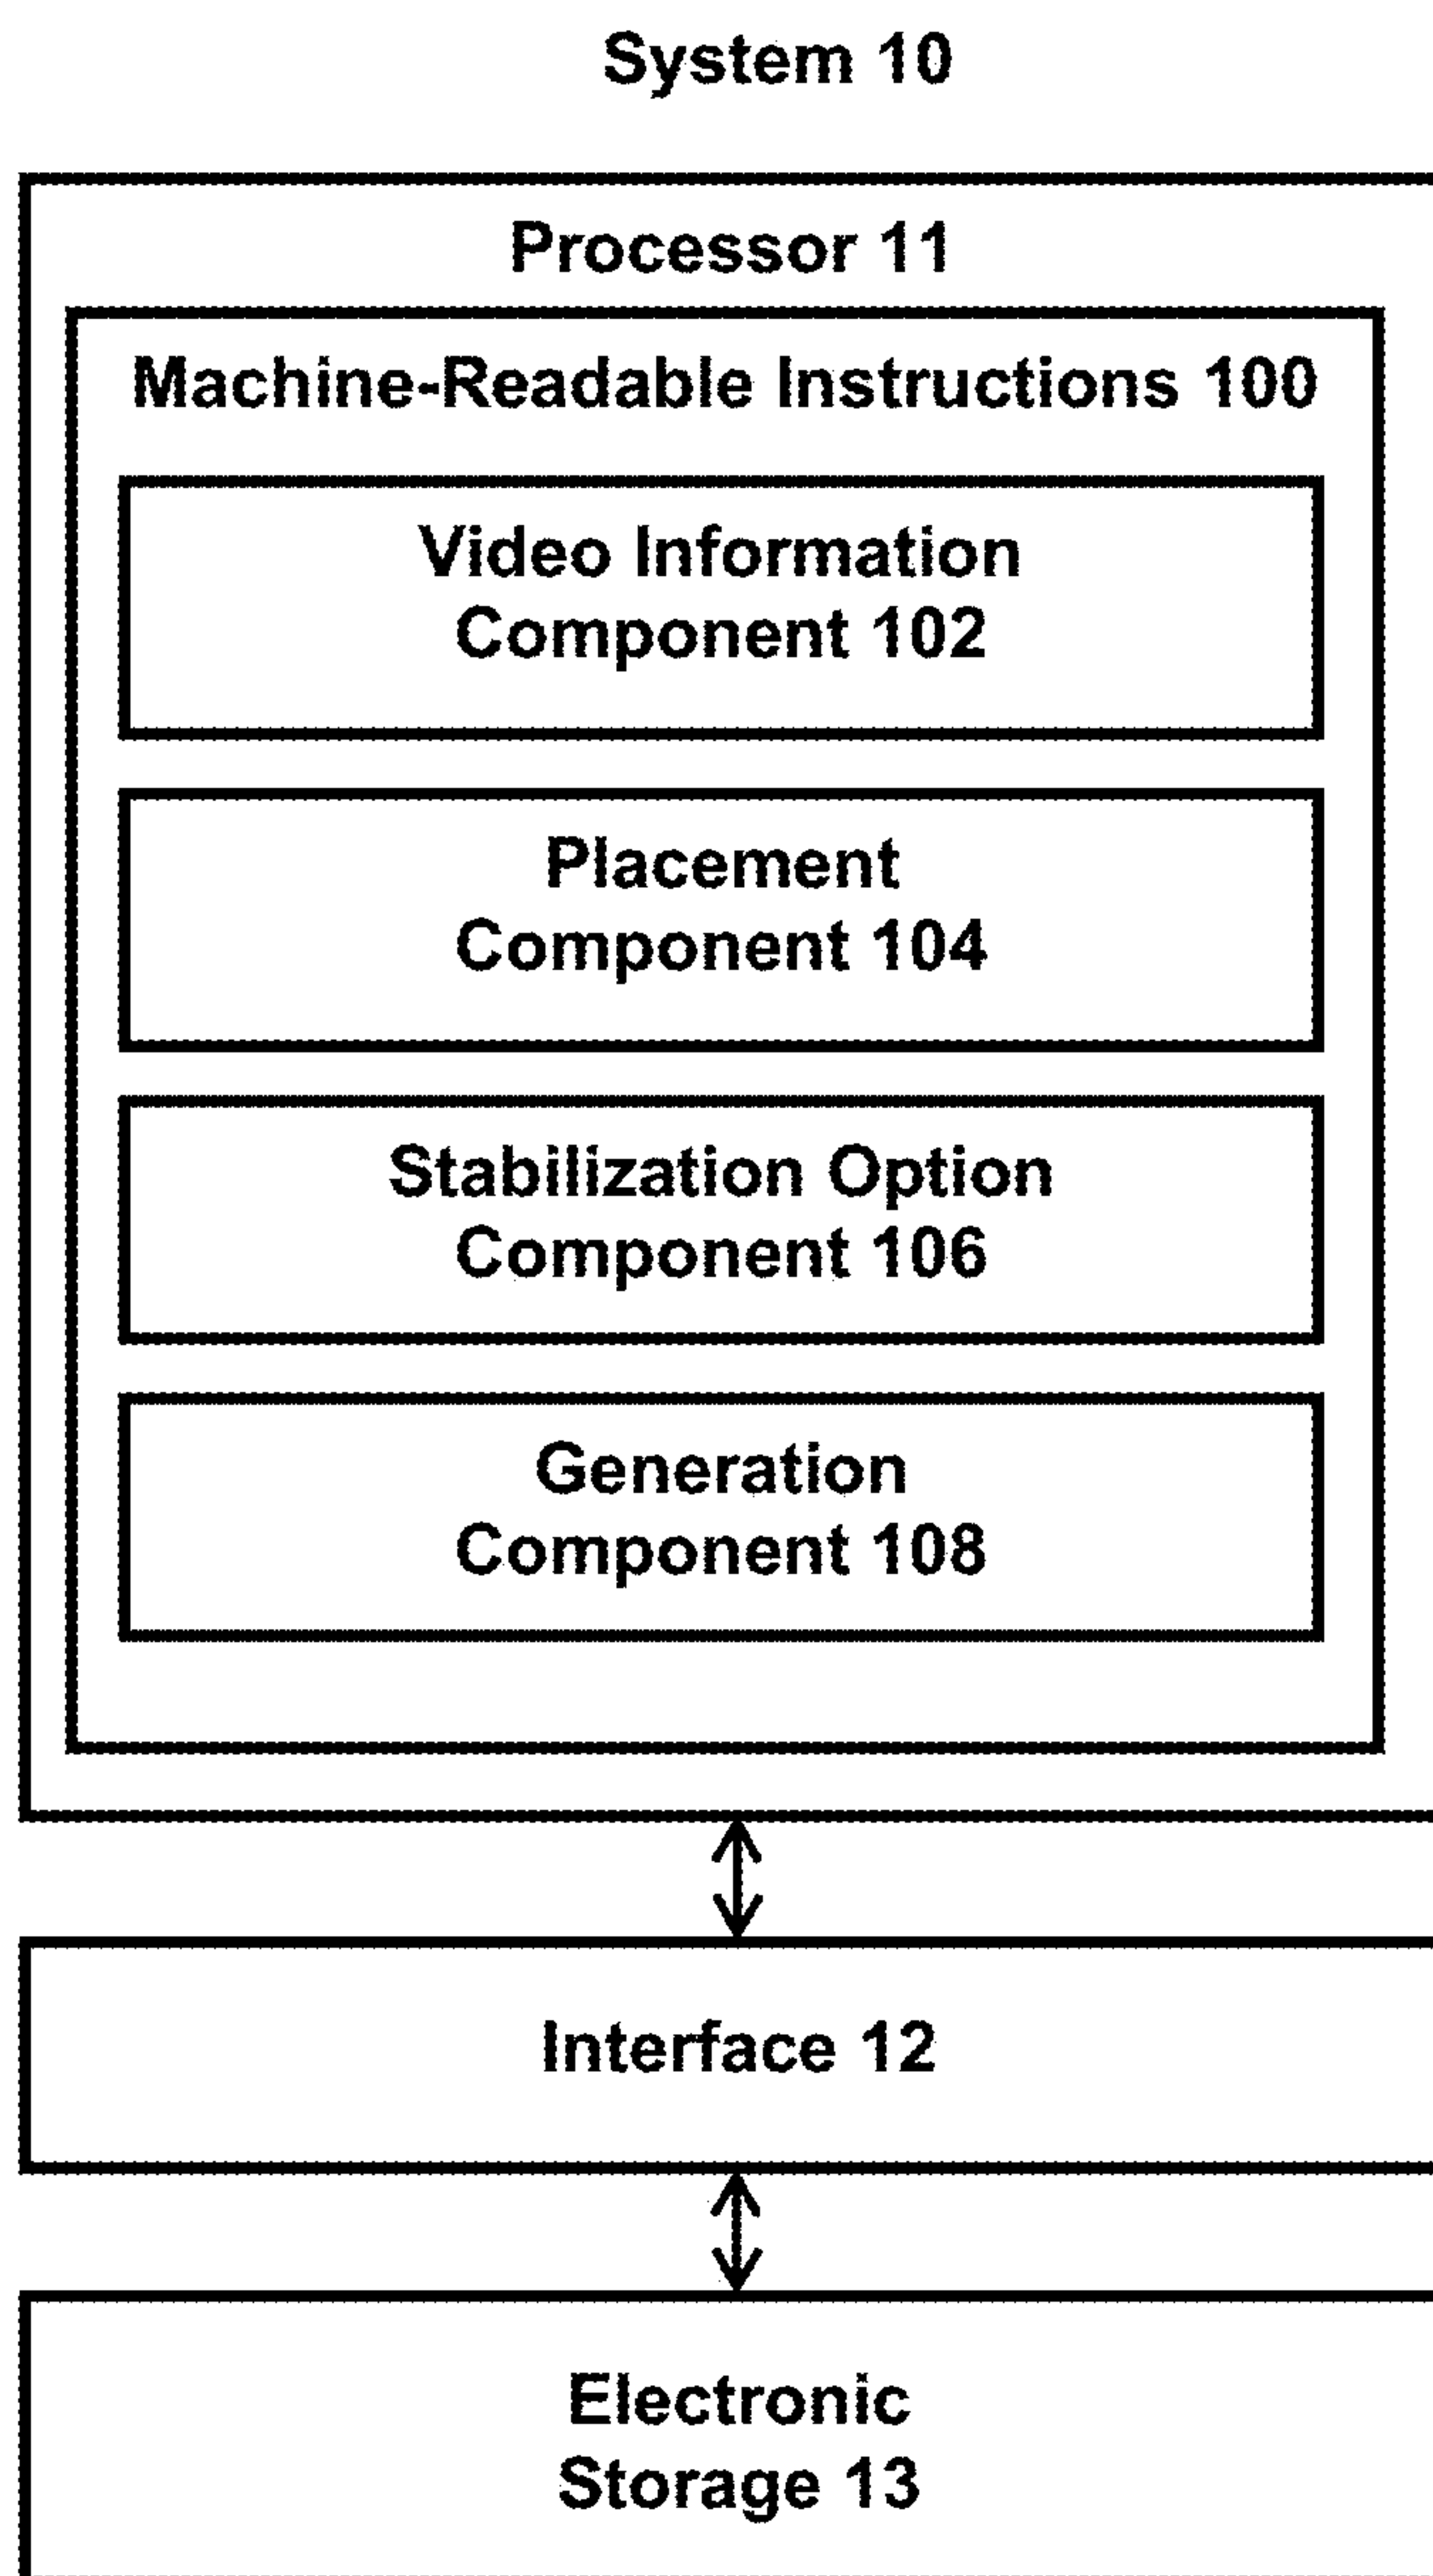 System 10
Processor 11
Machine-Readable Instructions 100
Video Information
Component 102
Placement
Component 104
Stabilization Option
Component 106
Generation
Component 108
Interface 12
Electronic
Storage 13